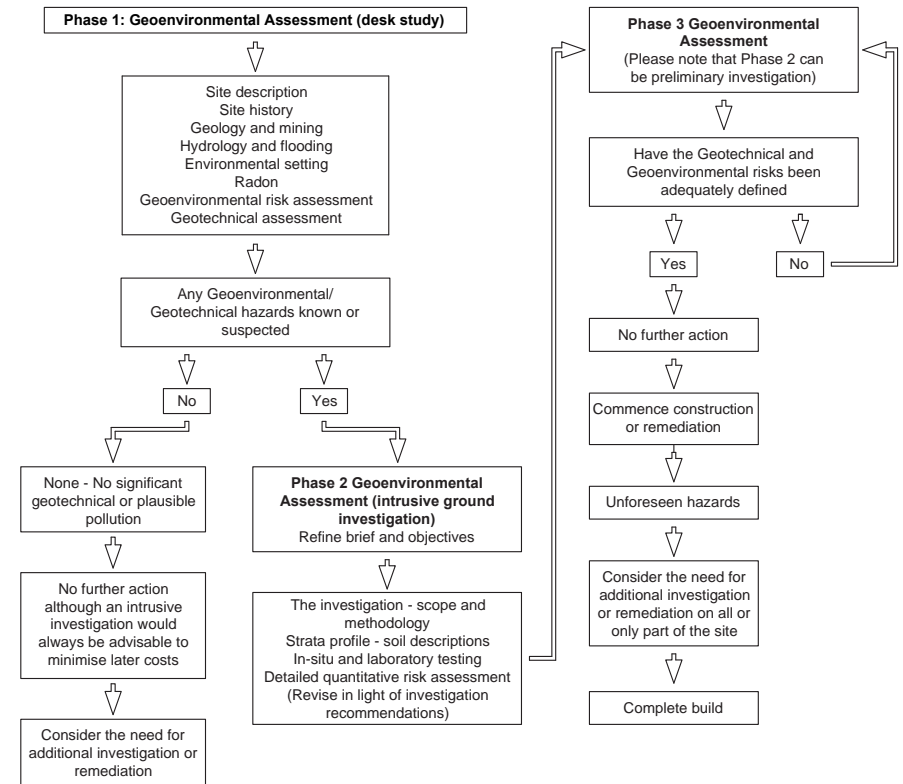 Phase 1: Geoenvironmental Assessment (desk study)
Site description
Site history
Geology and mining
Hydrology and flooding
Environmental setting
Radon
Geoenvironmental risk assessment
Geotechnical assessment
Any Geoenvironmental/
Geotechnical hazards known or
suspected
No
Yes
None - No significant
geotechnical or plausible
pollution
No further action
although an intrusive
investigation would
always be advisable to
minimise later costs
Consider the need for
additional investigation or
remediation
Phase 2 Geoenvironmental
Assessment (intrusive ground
investigation)
Refine brief and objectives
The investigation - scope and
methodology
Strata profile - soil descriptions
In-situ and laboratory testing
Detailed quantitative risk assessment
(Revise in light of investigation
recommendations)
Phase 3 Geoenvironmental
Assessment
(Please note that Phase 2 can
be preliminary investigation)
Have the Geotechnical and
Geoenvironmental risks been
adequately defined
Yes
No
No further action
Commence construction
or remediation
Unforeseen hazards
Consider the need for
additional investigation
or remediation on all or
only part of the site
Complete build